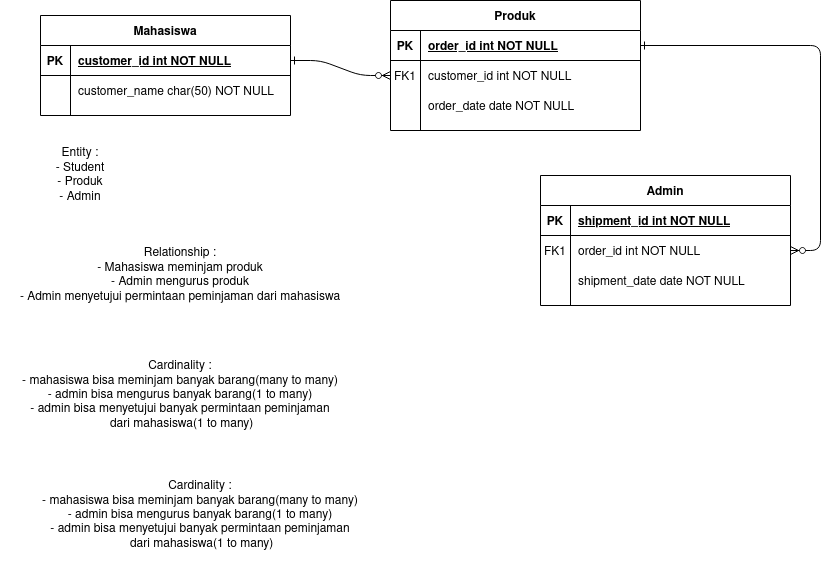 Mahasiswa
PK customer_id int NOT NULL
customer_name char(50) NOT NULL
Produk
PK order_id int NOT NULL
FK1 customer_id int NOT NULL
order_date date NOT NULL
Admin
PK shipment_id int NOT NULL
FK1 order_id int NOT NULL
shipment_date date NOT NULL
Entity :
- Student
- Produk
- Admin
Relationship :
- Mahasiswa meminjam produk
- Admin mengurus produk
- Admin menyetujui permintaan peminjaman dari mahasiswa
Cardinality :
- mahasiswa bisa meminjam banyak barang(many to many)
- admin bisa mengurus banyak barang(1 to many)
- admin bisa menyetujui banyak permintaan peminjaman
dari mahasiswa(1 to many)
Cardinality :
- mahasiswa bisa meminjam banyak barang(many to many)
- admin bisa mengurus banyak barang(1 to many)
- admin bisa menyetujui banyak permintaan peminjaman
dari mahasiswa(1 to many)